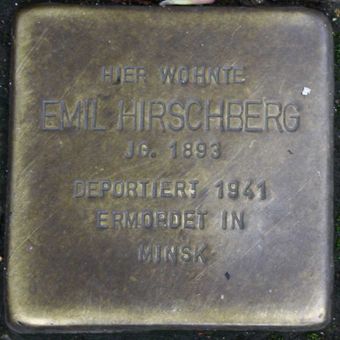 HIER WOHNTE
EMIL HIRSCHBERG
JG. 1893
DEPORTIERT 1941
ERMORDET IN
MINSK